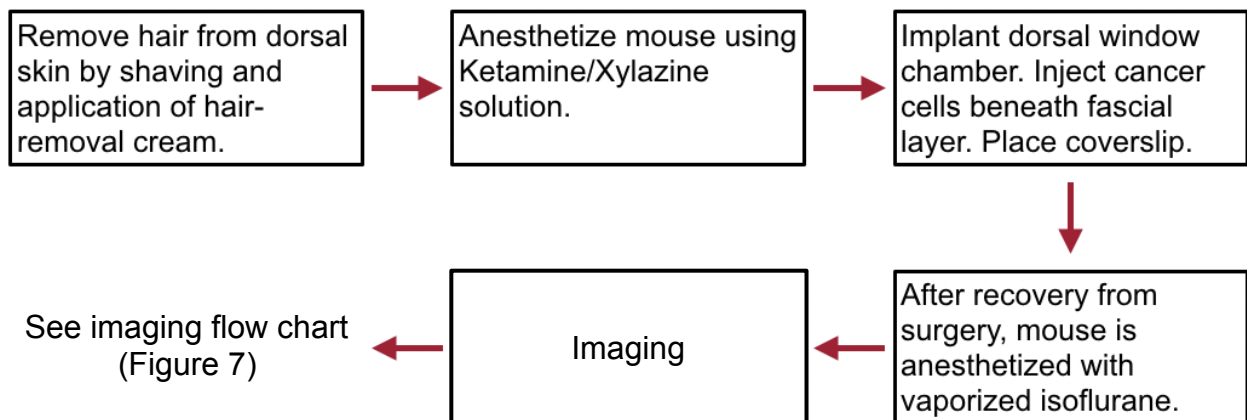 Remove hair from dorsal
skin by shaving and
application of hair-
removal cream.
Anesthetize mouse using
Ketamine/Xylazine
solution.
Implant dorsal window
chamber. Inject cancer
cells beneath fascial
layer. Place coverslip.
After recovery from
surgery, mouse is
anesthetized with
vaporized isoflurane.
Imaging
See imaging flow chart
(Figure 7)